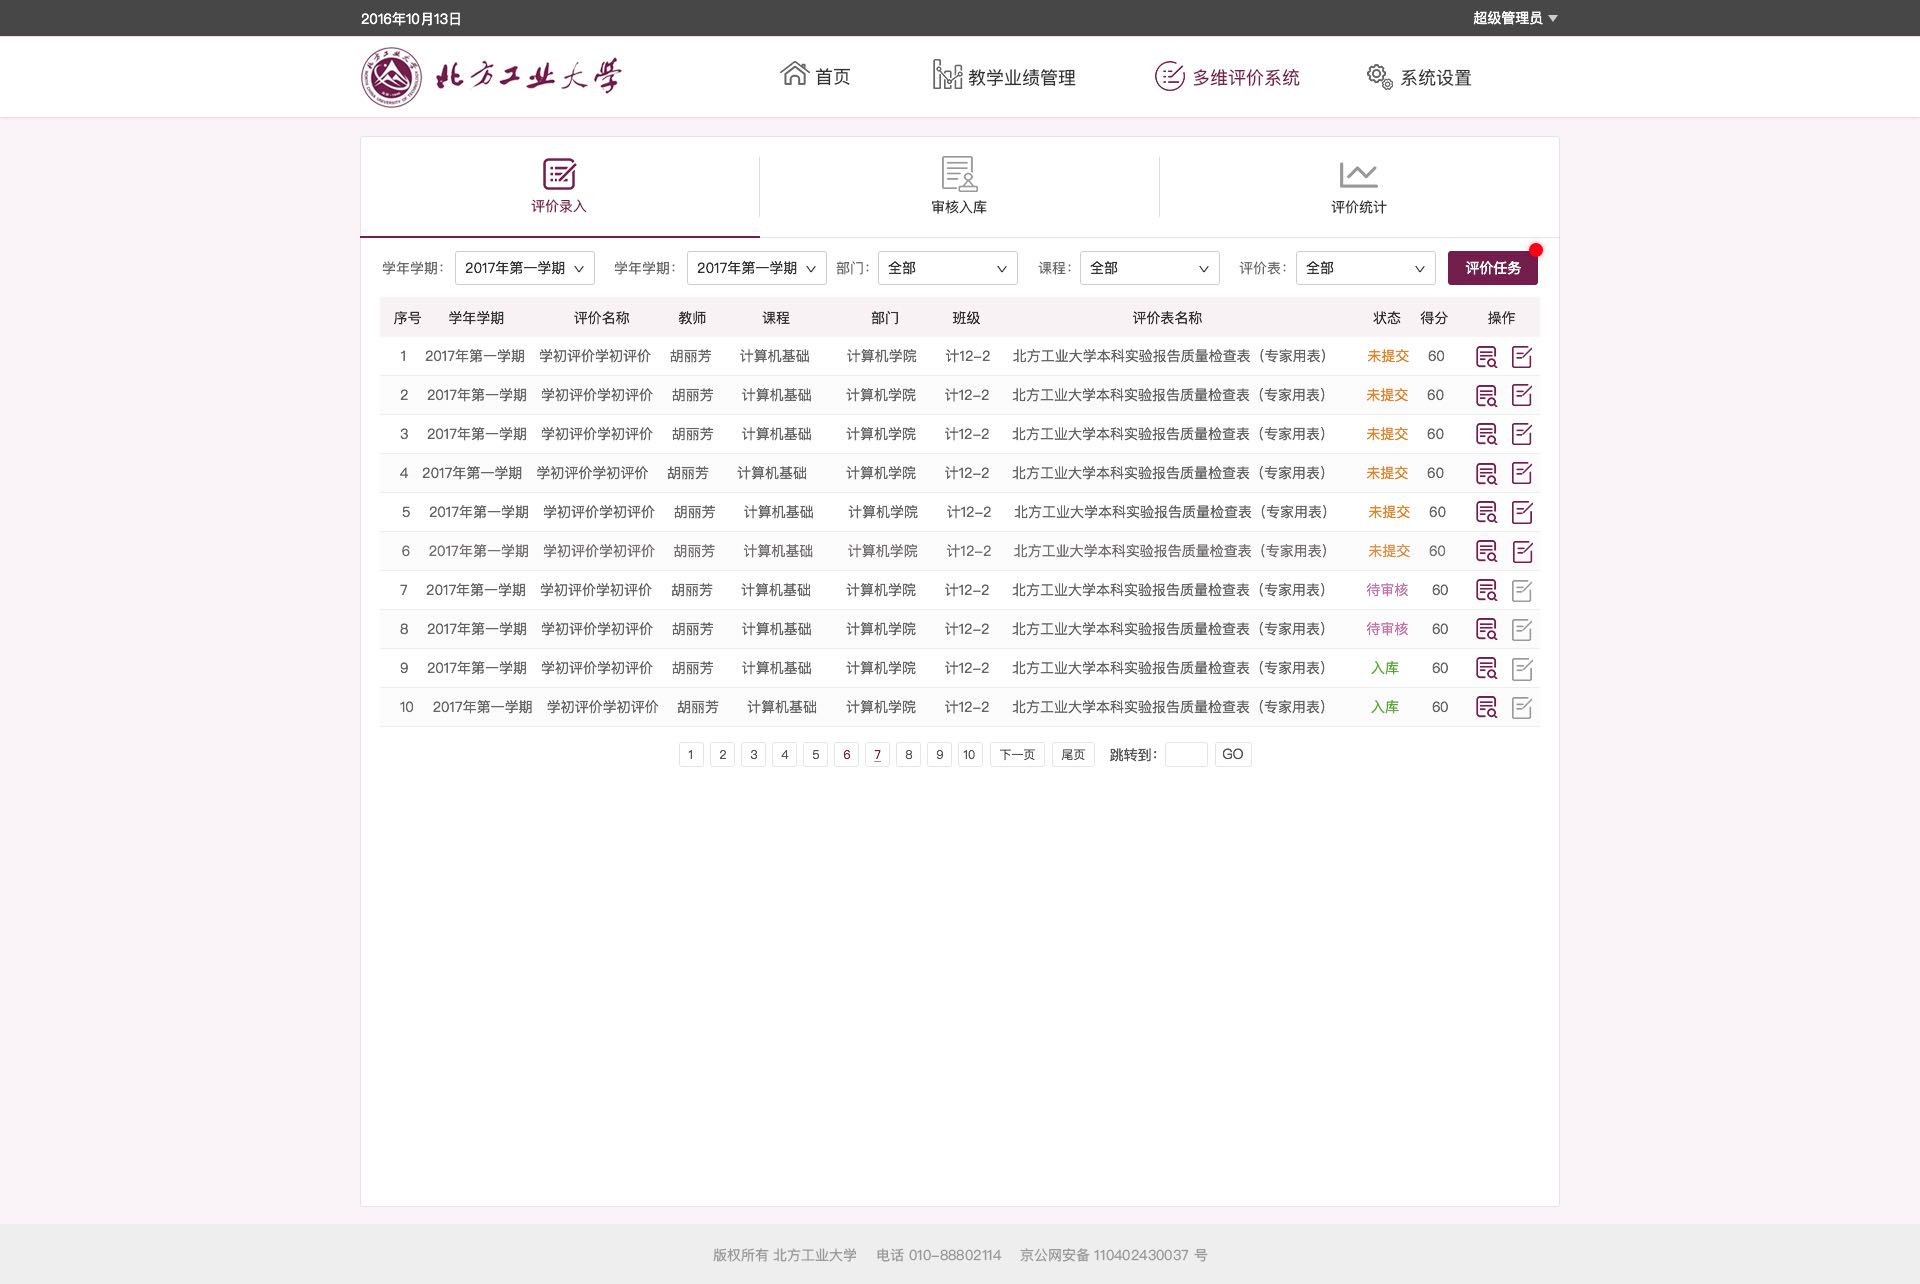 2016年10月13日 超级管理员
北方工业大学 首页 教学业绩管理 多维评价系统 系统设置
评价录入 审核入库 评价统计
学年学期： 2017年第一学期 学年学期： 2017年第一学期 部门： 全部 课程： 全部 评价表： 全部 评价任务
序号 学年学期 评价名称 教师 课程 部门 班级 评价表名称 状态 得分 操作
1 2017年第一学期 学初评价学初评价 胡丽芳 计算机基础 计算机学院 计12-2 北方工业大学本科实验报告质量检查表（专家用表） 未提交 60
2 2017年第一学期 学初评价学初评价 胡丽芳 计算机基础 计算机学院 计12-2 北方工业大学本科实验报告质量检查表（专家用表） 未提交 60
3 2017年第一学期 学初评价学初评价 胡丽芳 计算机基础 计算机学院 计12-2 北方工业大学本科实验报告质量检查表（专家用表） 未提交 60
4 2017年第一学期 学初评价学初评价 胡丽芳 计算机基础 计算机学院 计12-2 北方工业大学本科实验报告质量检查表（专家用表） 未提交 60
5 2017年第一学期 学初评价学初评价 胡丽芳 计算机基础 计算机学院 计12-2 北方工业大学本科实验报告质量检查表（专家用表） 未提交 60
6 2017年第一学期 学初评价学初评价 胡丽芳 计算机基础 计算机学院 计12-2 北方工业大学本科实验报告质量检查表（专家用表） 未提交 60
7 2017年第一学期 学初评价学初评价 胡丽芳 计算机基础 计算机学院 计12-2 北方工业大学本科实验报告质量检查表（专家用表） 待审核 60
8 2017年第一学期 学初评价学初评价 胡丽芳 计算机基础 计算机学院 计12-2 北方工业大学本科实验报告质量检查表（专家用表） 待审核 60
9 2017年第一学期 学初评价学初评价 胡丽芳 计算机基础 计算机学院 计12-2 北方工业大学本科实验报告质量检查表（专家用表） 入库 60
10 2017年第一学期 学初评价学初评价 胡丽芳 计算机基础 计算机学院 计12-2 北方工业大学本科实验报告质量检查表（专家用表） 入库 60
1 2 3 4 5 6 7 8 9 10 下一页 尾页 跳转到： GO
版权所有 北方工业大学 电话 010-88802114 京公网安备 110402430037 号